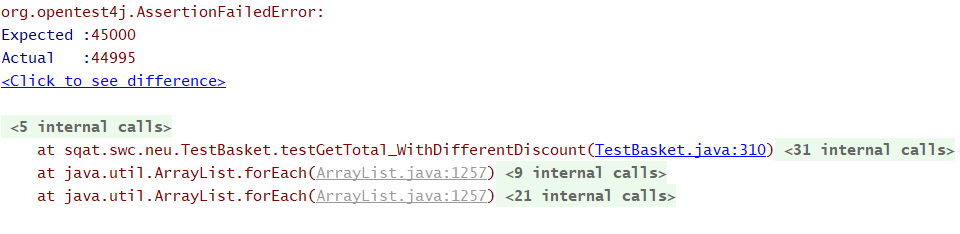 org.opentest4j.AssertionFailedError:
Expected :45000
Actual   :44995
<Click to see difference>
<5 internal calls>
at sqat.swc.neu.TestBasket.testGetTotal_WithDifferentDiscount(TestBasket.java:310) <31 internal calls>
at java.util.ArrayList.forEach(ArrayList.java:1257) <9 internal calls>
at java.util.ArrayList.forEach(ArrayList.java:1257) <21 internal calls>